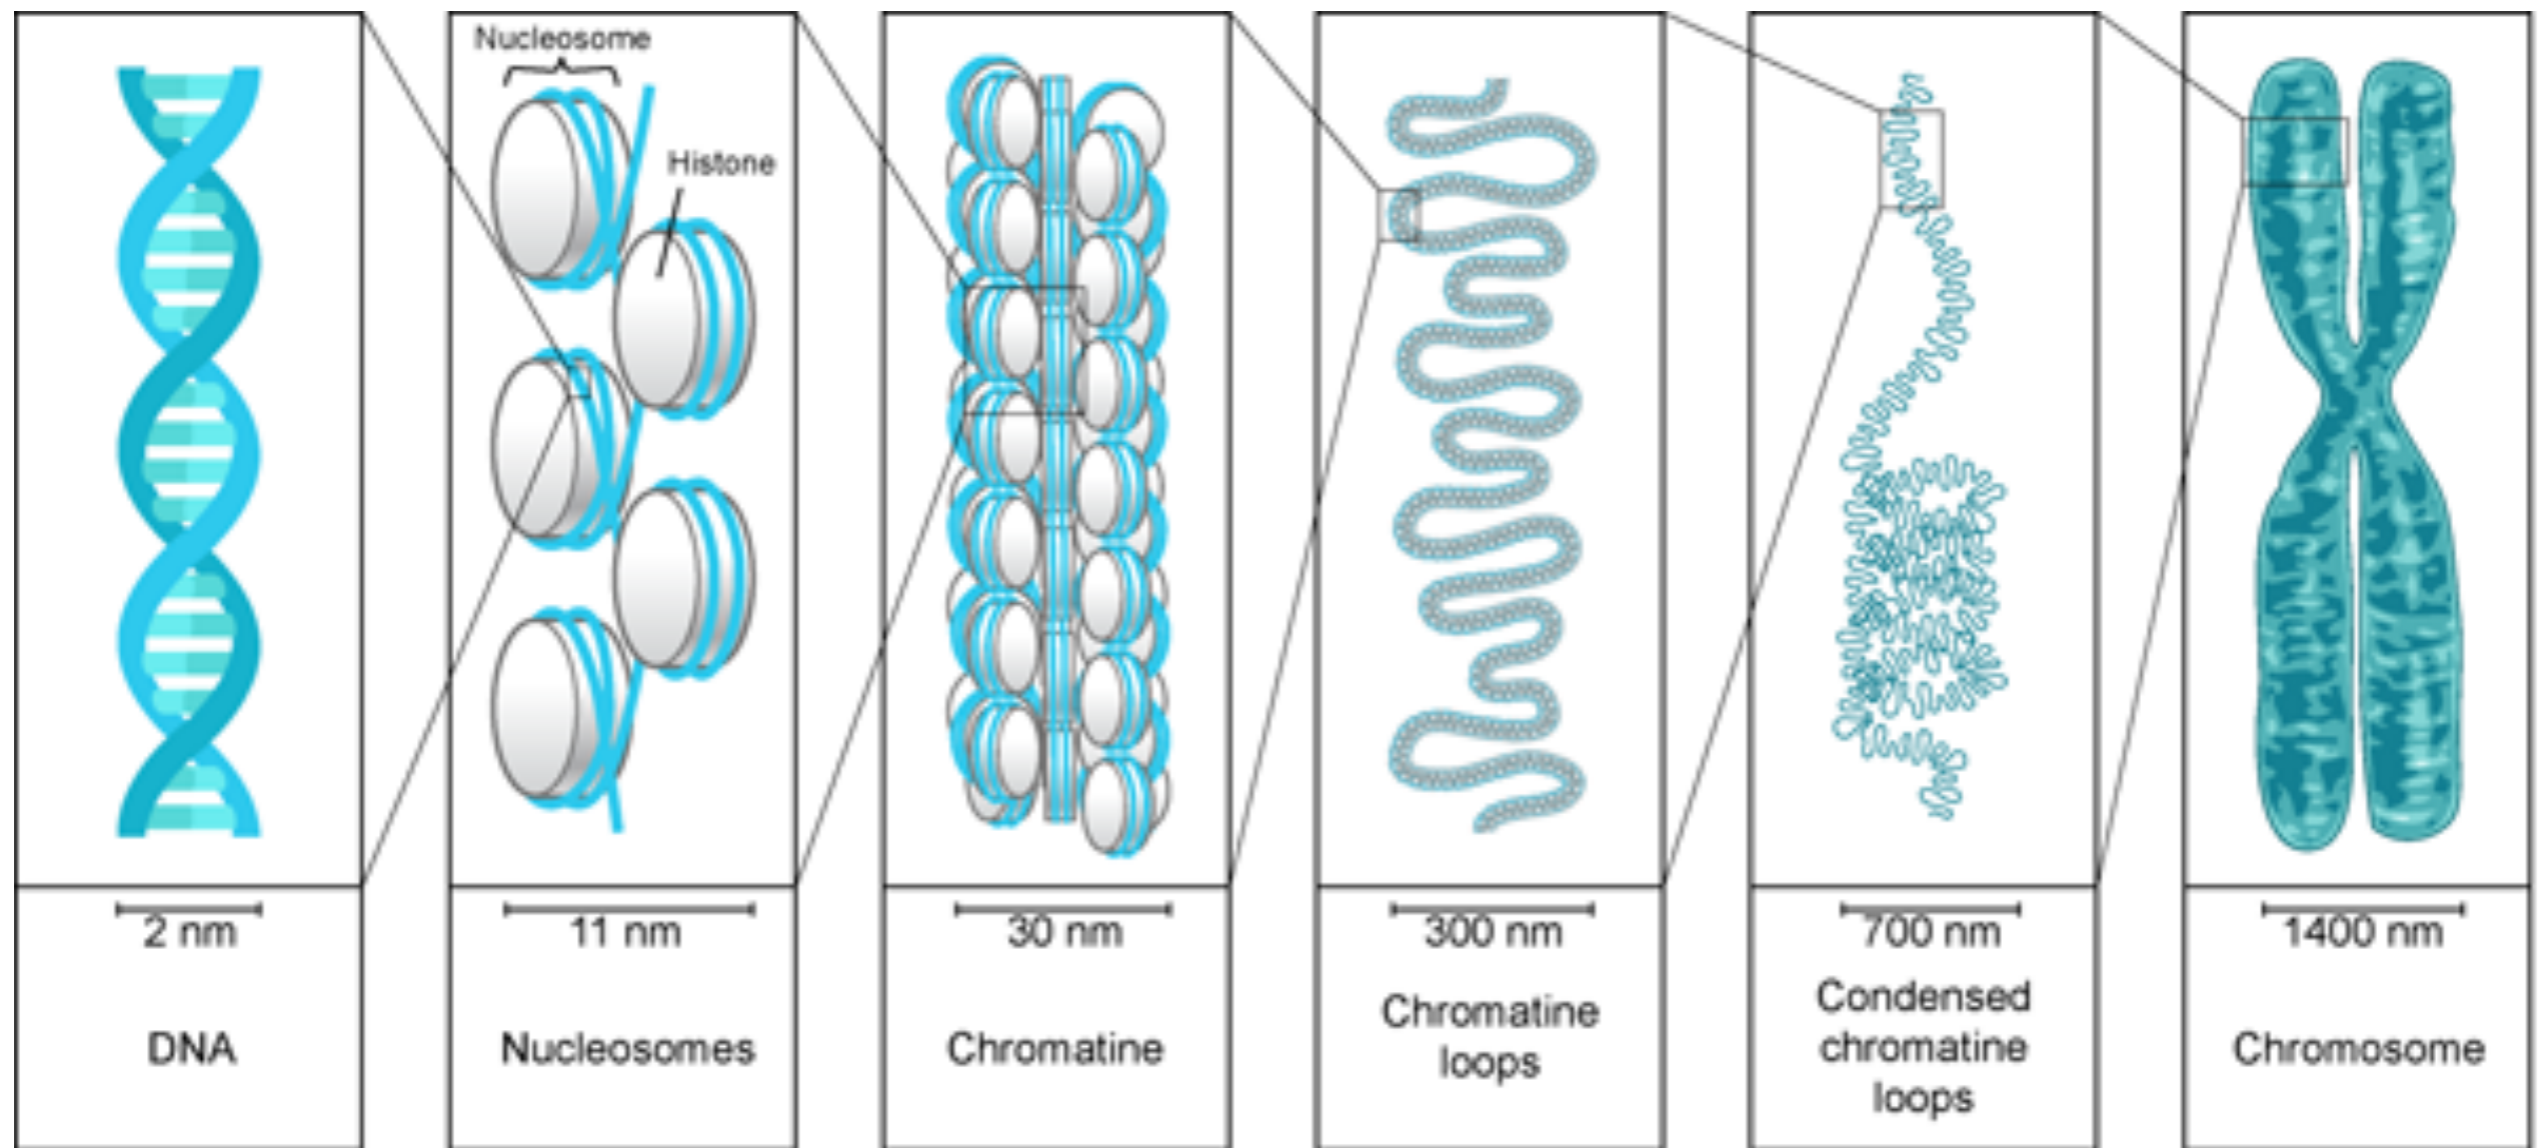 Nucleosome
Histone
2 nm
11 nm
30 nm
300 nm
700 nm
1400 nm
DNA
Nucleosomes
Chromatine
Chromatine
loops
Condensed
chromatine
loops
Chromosome